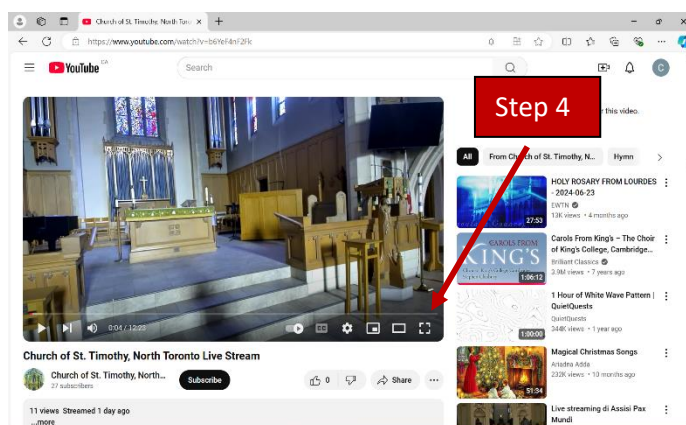 Church of St. Timothy, North Toro
https://www.youtube.com/watch?v=b6YeF4nF2Fk
YouTube CA
Search
C
Step 4
this video.
All
From Church of St. Timothy, N...
Hymn
HOLY ROSARY FROM LOURDES
- 2024-06-23
EWTN
13K views • 4 months ago
27:53
Carols From King's – The Choir
of King's College, Cambridge...
Brilliant Classics
3.9M views • 7 years ago
CAROLS FROM
KING'S
1:06:12
1 Hour of White Wave Pattern |
QuietQuests
QuietQuests
344K views • 1 year ago
1:00:00
Magical Christmas Songs
Ariadna Adda
232K views • 10 months ago
51:34
Live streaming di Assisi Pax
Mundi
0:04 / 12:23
Church of St. Timothy, North Toronto Live Stream
Church of St. Timothy, North...
27 subscribers
Subscribe
0
Share
11 views Streamed 1 day ago
...more